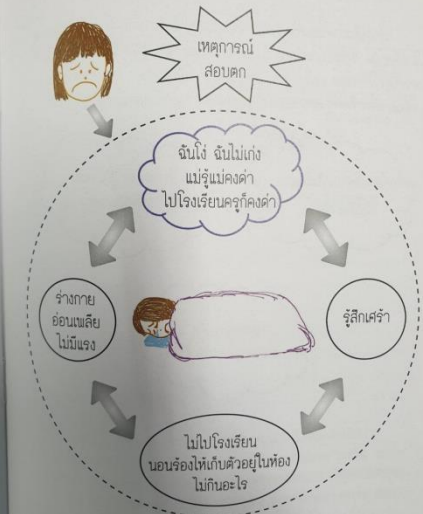 เหตุการณ์
สอบตก
ฉันโง่ ฉันไม่เก่ง
แม่รู้แม่คงด่า
ไปโรงเรียนครูก็คงด่า
ร่างกาย
อ่อนเพลีย
ไม่มีแรง
รู้สึกเศร้า
ไม่ไปโรงเรียน
นอนร้องไห้เก็บตัวอยู่ในห้อง
ไม่กินอะไร